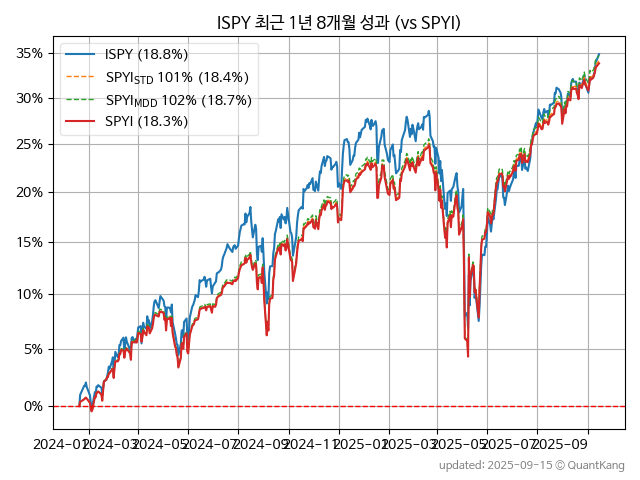 ISPY 최근 1년 8개월 성과 (vs SPYI)
ISPY (18.8%)
SPYI_STD 101% (18.4%)
SPYI_MDD 102% (18.7%)
SPYI (18.3%)
35%
30%
25%
20%
15%
10%
5%
0%
2024-01 2024-03 2024-05 2024-07 2024-09 2024-11 2025-01 2025-03 2025-05 2025-07 2025-09
updated: 2025-09-15 © QuantKang